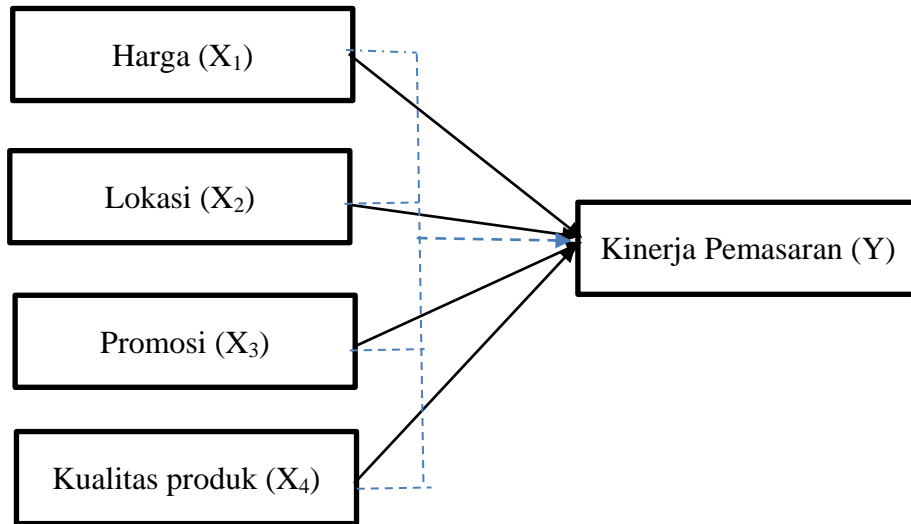 Harga (X₁)
Lokasi (X₂)
Kinerja Pemasaran (Y)
Promosi (X₃)
Kualitas produk (X₄)